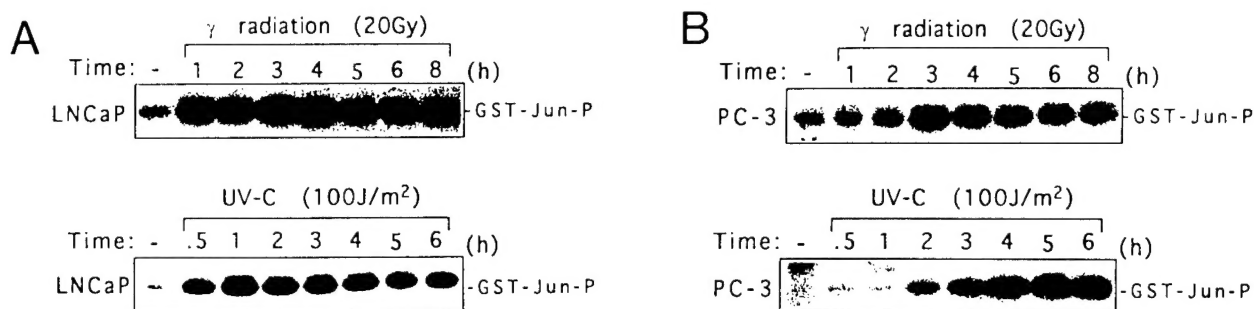 A
γ radiation (20Gy)
Time: - 1 2 3 4 5 6 8 (h)
LNCaP -GST-Jun-P
UV-C (100J/m²)
Time: - .5 1 2 3 4 5 6 (h)
LNCaP -GST-Jun-P
B
γ radiation (20Gy)
Time: - 1 2 3 4 5 6 8 (h)
PC-3 -GST-Jun-P
UV-C (100J/m²)
Time: - .5 1 2 3 4 5 6 (h)
PC-3 -GST-Jun-P